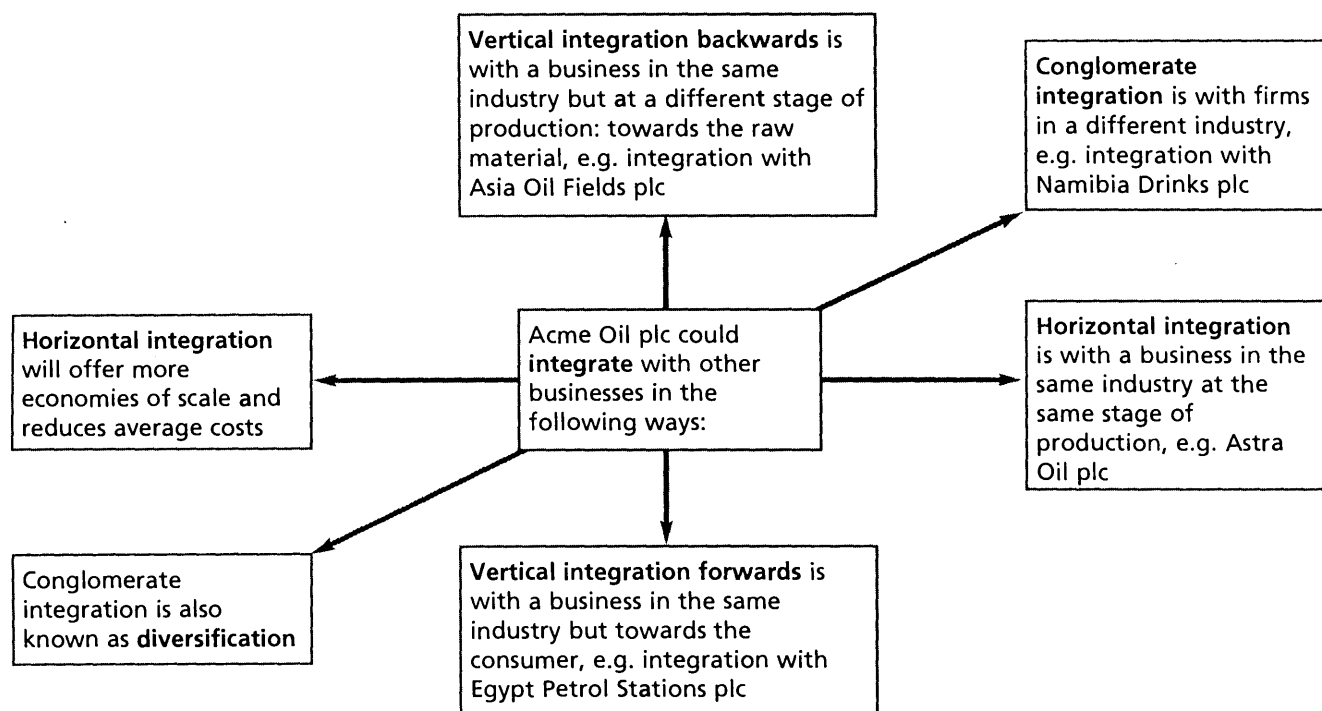 Vertical integration backwards is
with a business in the same
industry but at a different stage of
production: towards the raw
material, e.g. integration with
Asia Oil Fields plc
Conglomerate
integration is with firms
in a different industry,
e.g. integration with
Namibia Drinks plc
Horizontal integration
will offer more
economies of scale and
reduces average costs
Acme Oil plc could
integrate with other
businesses in the
following ways:
Horizontal integration
is with a business in the
same industry at the
same stage of
production, e.g. Astra
Oil plc
Conglomerate
integration is also
known as diversification
Vertical integration forwards is
with a business in the same
industry but towards the
consumer, e.g. integration with
Egypt Petrol Stations plc